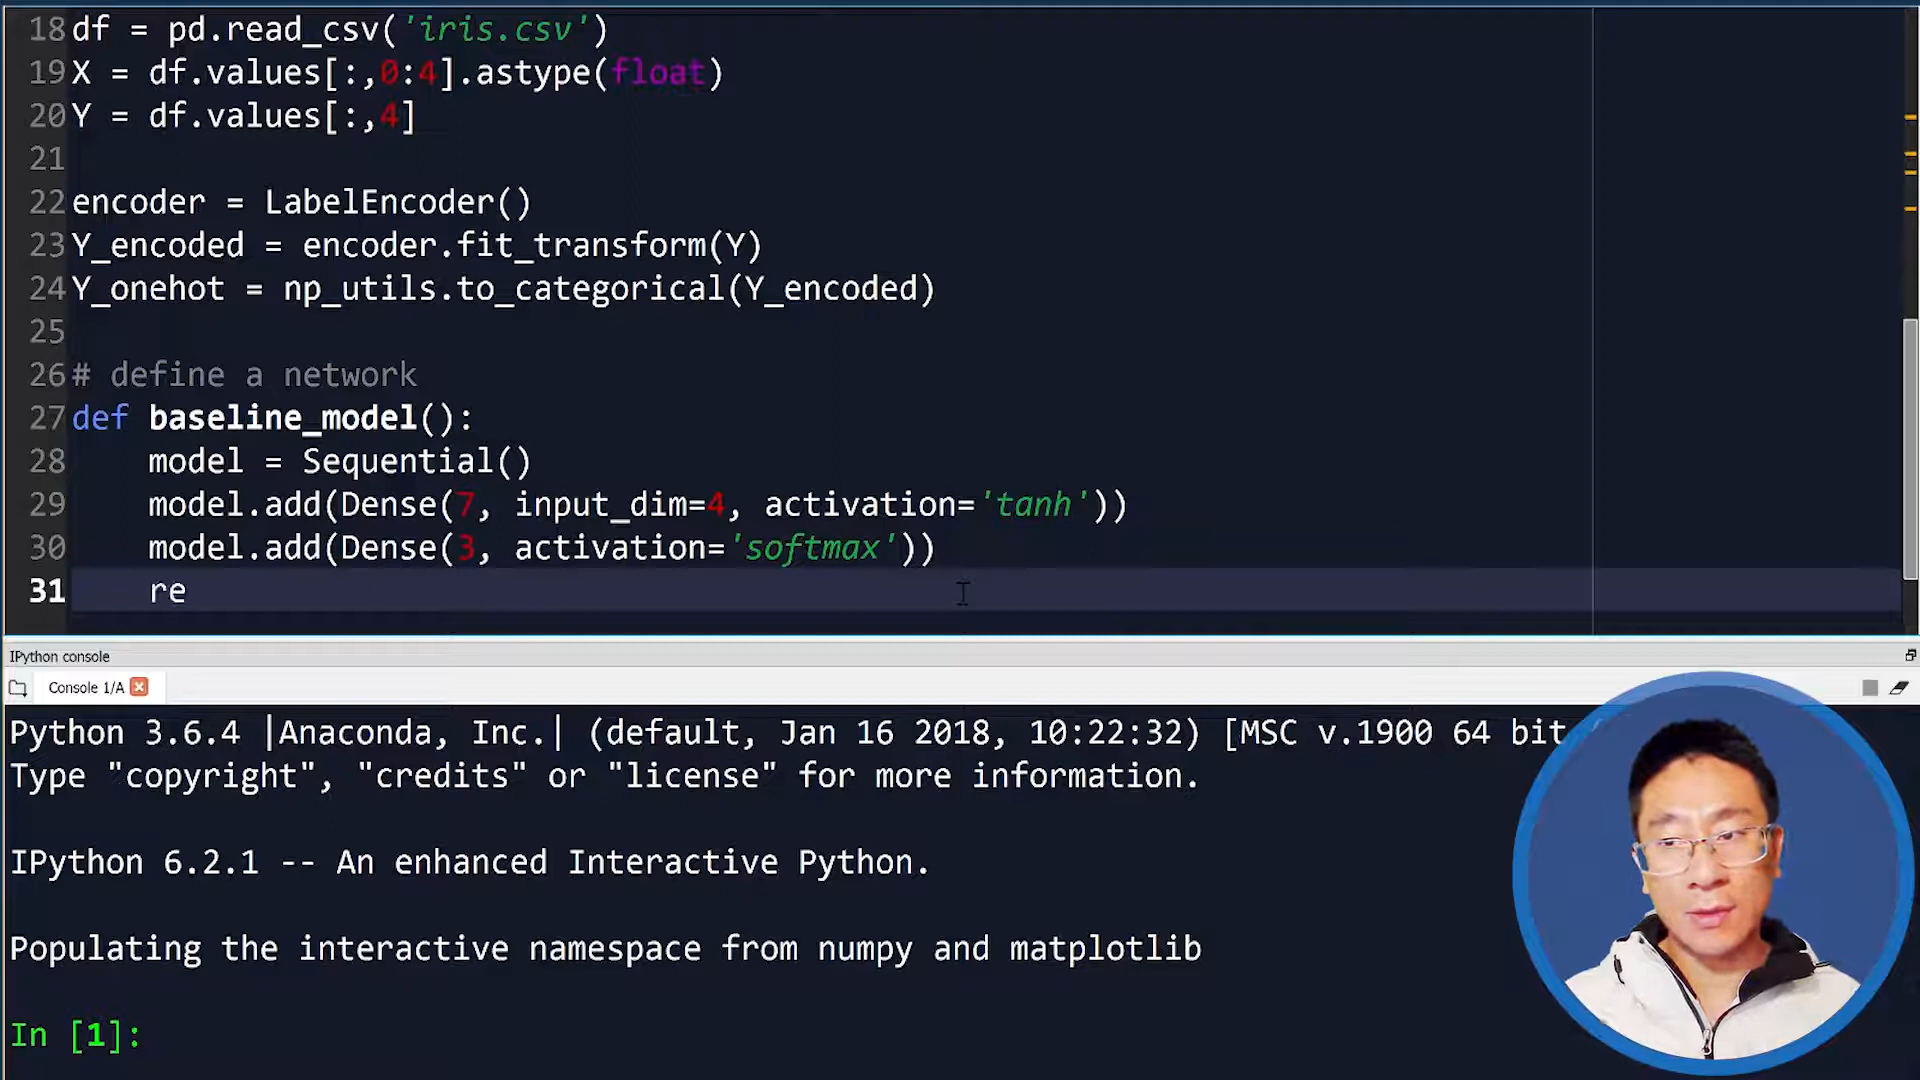 18 df = pd.read_csv('iris.csv')
19 X = df.values[:,0:4].astype(float)
20 Y = df.values[:,4]
21
22 encoder = LabelEncoder()
23 Y_encoded = encoder.fit_transform(Y)
24 Y_onehot = np_utils.to_categorical(Y_encoded)
25
26 # define a network
27 def baseline_model():
28     model = Sequential()
29     model.add(Dense(7, input_dim=4, activation='tanh'))
30     model.add(Dense(3, activation='softmax'))
31     re
IPython console
Console 1/A
Python 3.6.4 |Anaconda, Inc.| (default, Jan 16 2018, 10:22:32) [MSC v.1900 64 bit
Type "copyright", "credits" or "license" for more information.
IPython 6.2.1 -- An enhanced Interactive Python.
Populating the interactive namespace from numpy and matplotlib
In [1]: